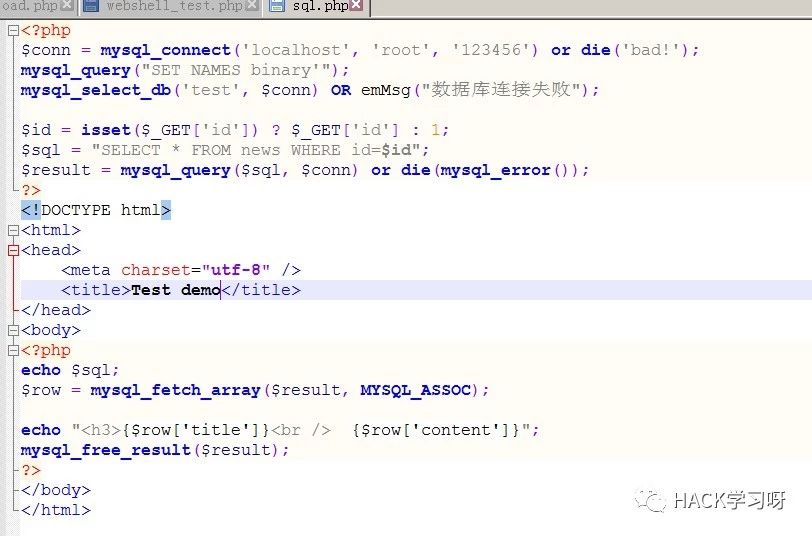 oad.php webshell_test.php sql.php
<?php
$conn = mysql_connect('localhost', 'root', '123456') or die('bad!');
mysql_query("SET NAMES binary'");
mysql_select_db('test', $conn) OR emMsg("数据库连接失败");
$id = isset($_GET['id']) ? $_GET['id'] : 1;
$sql = "SELECT * FROM news WHERE id=$id";
$result = mysql_query($sql, $conn) or die(mysql_error());
?>
<!DOCTYPE html>
<html>
<head>
    <meta charset="utf-8" />
    <title>Test demo</title>
</head>
<body>
<?php
echo $sql;
$row = mysql_fetch_array($result, MYSQL_ASSOC);
echo "<h3>{$row['title']}<br />  {$row['content']}";
mysql_free_result($result);
?>
</body>
</html>
HACK学习呀